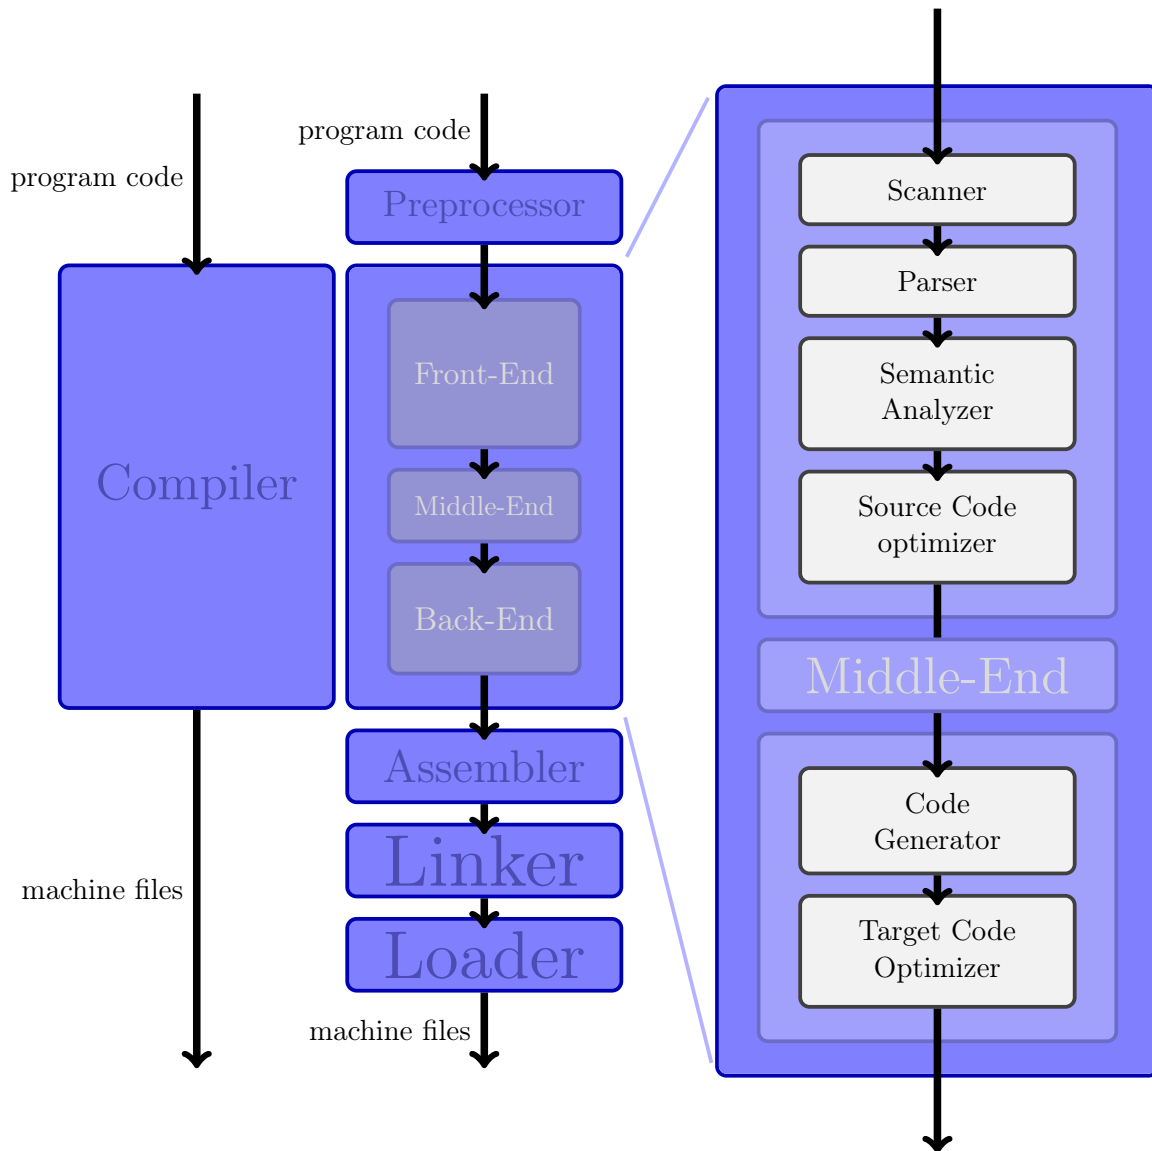 program code
Compiler
machine files
program code
Preprocessor
Front-End
Middle-End
Back-End
Assembler
Linker
Loader
machine files
Scanner
Parser
Semantic
Analyzer
Source Code
optimizer
Middle-End
Code
Generator
Target Code
Optimizer